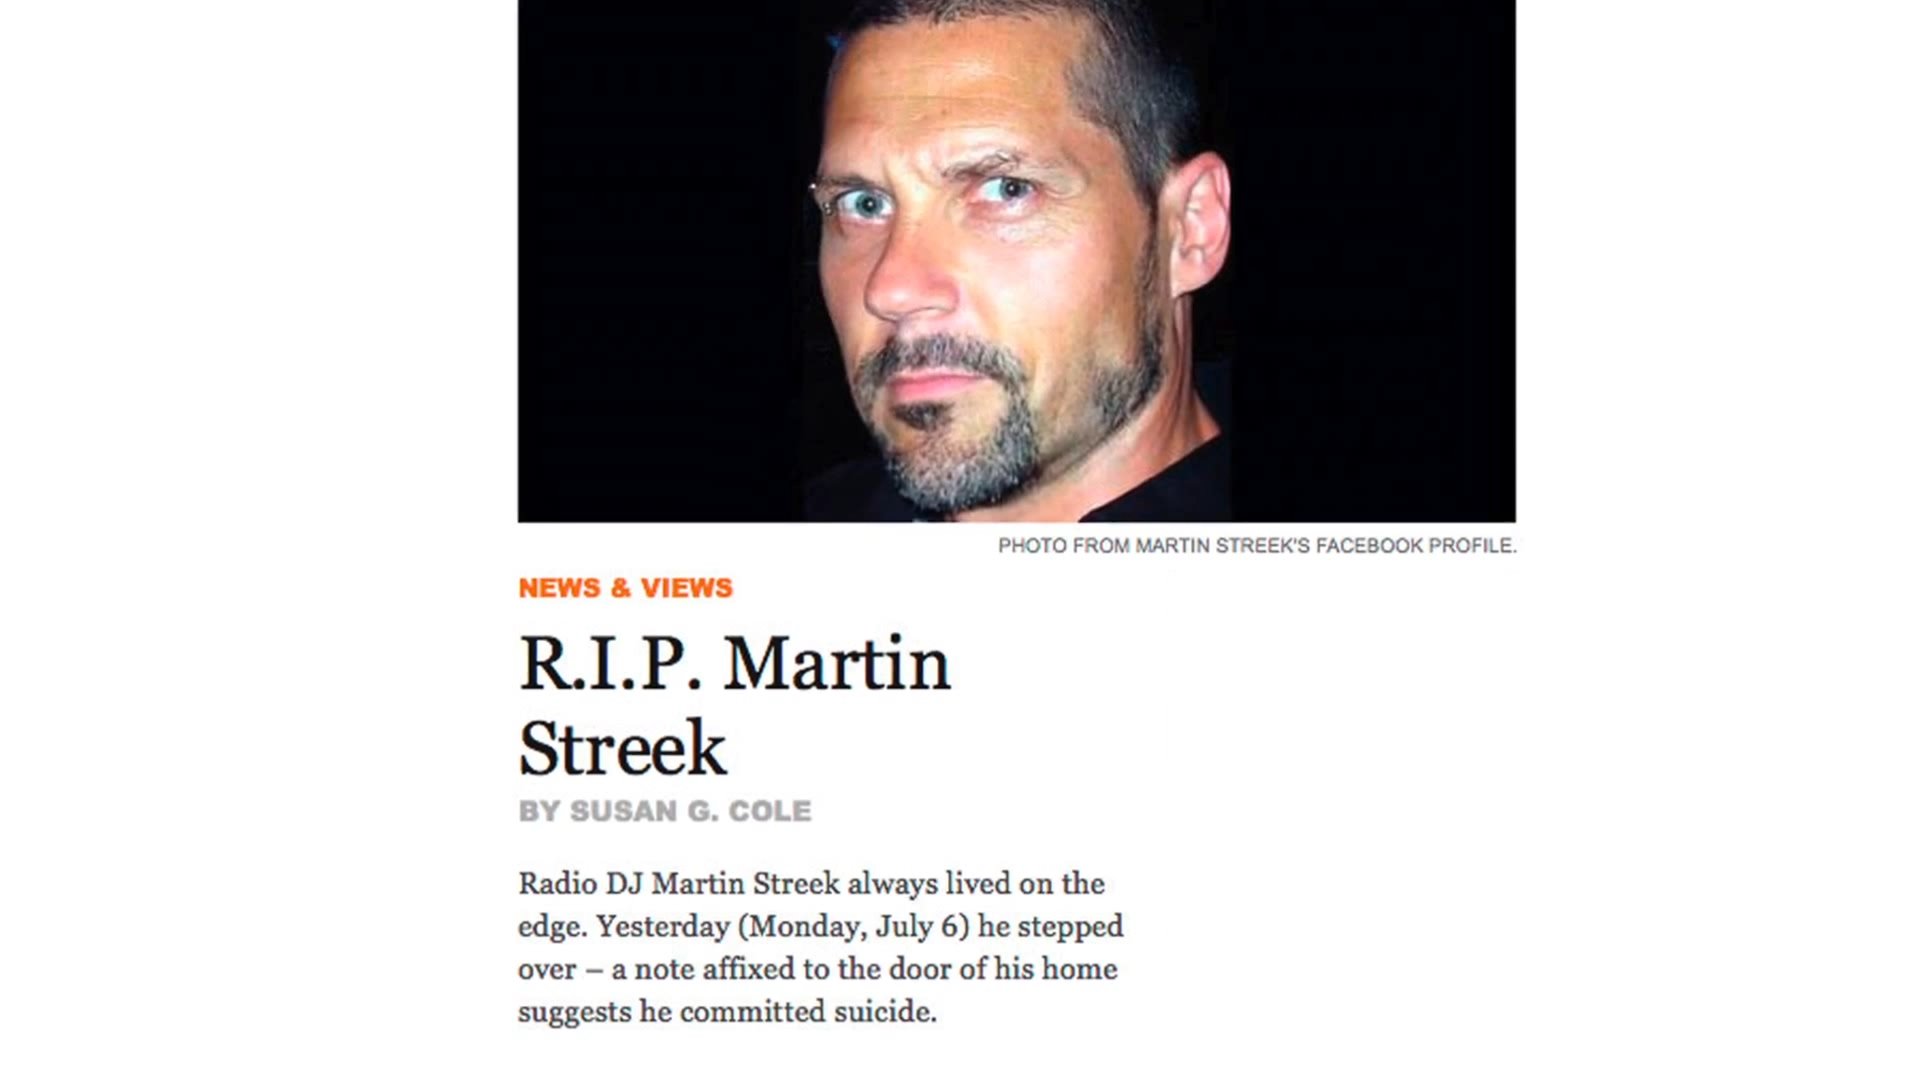 PHOTO FROM MARTIN STREEK'S FACEBOOK PROFILE.
NEWS & VIEWS
R.I.P. Martin
Streek
BY SUSAN G. COLE
Radio DJ Martin Streek always lived on the
edge. Yesterday (Monday, July 6) he stepped
over – a note affixed to the door of his home
suggests he committed suicide.